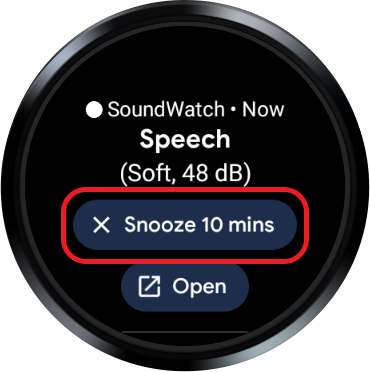 SoundWatch • Now
Speech
(Soft, 48 dB)
Snooze 10 mins
Open